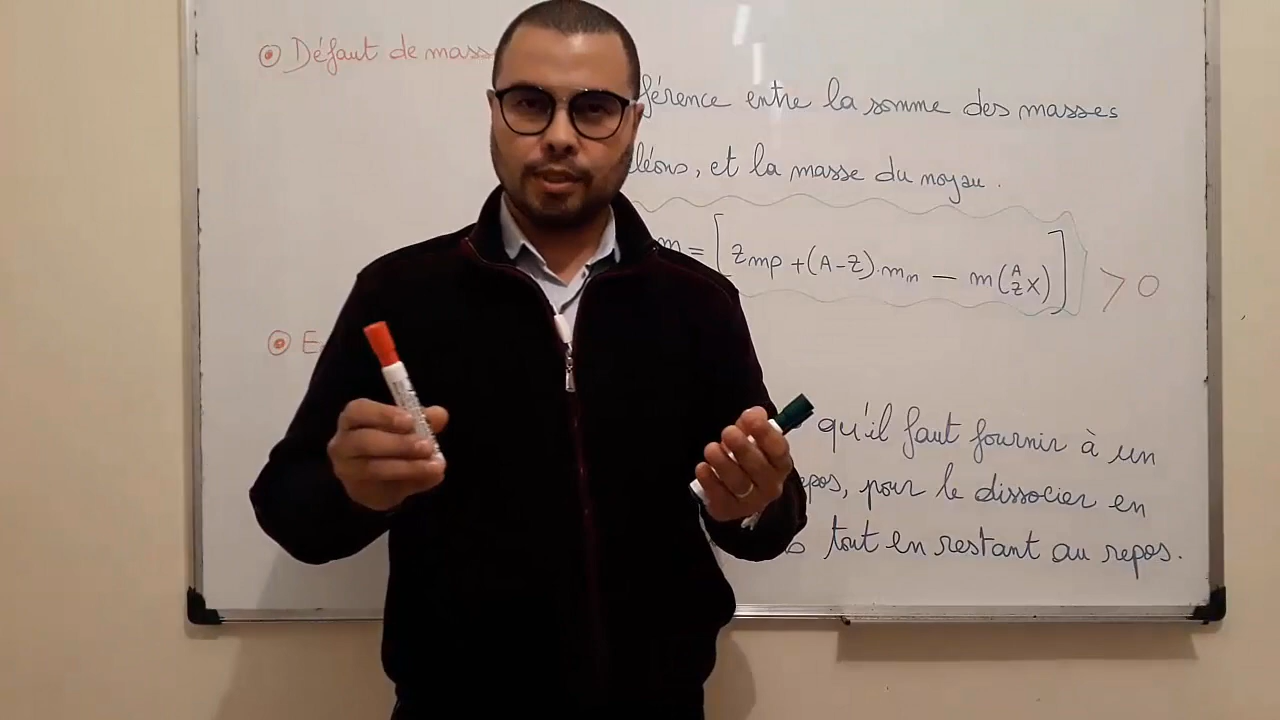 Défaut de mass
férence entre la somme des masses
léons, et la masse du noyau.
m = [Zmp + (A-Z).mn - m(ᴬ_Z X)] > 0
E
qu'il faut fournir à un
epos, pour le dissocier en
tout en restant au repos.